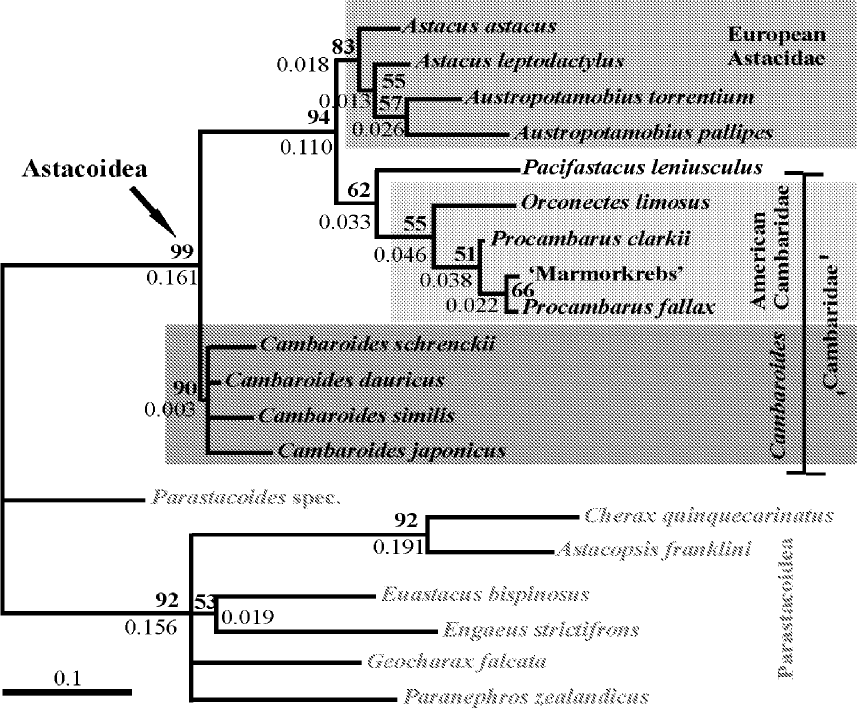 Astacus astacus
European
Astacidae
83
0.018
Astacus leptodactylus
55
0.013
Austropotamobius torrentium
57
94
0.026
Austropotamobius pallipes
0.110
Astacoidea
Pacifastacus leniusculus
62
Orconectes limosus
0.033
55
Procambarus clarkii
99
0.046
51
0.161
0.038
'Marmorkrebs'
66
0.022
Procambarus fallax
American
Cambaridae
'Cambaridae'
Cambaroides
Cambaroides schrenckii
90
Cambaroides dauricus
0.003
Cambaroides similis
Cambaroides japonicus
Parastacoides spec.
92
Cherax quinquecarinatus
0.191
Astacopsis franklini
Parastacoidea
92
53
Euastacus bispinosus
0.156
0.019
Engaeus strictifrons
Geocharax falcata
0.1
Paranephros zealandicus